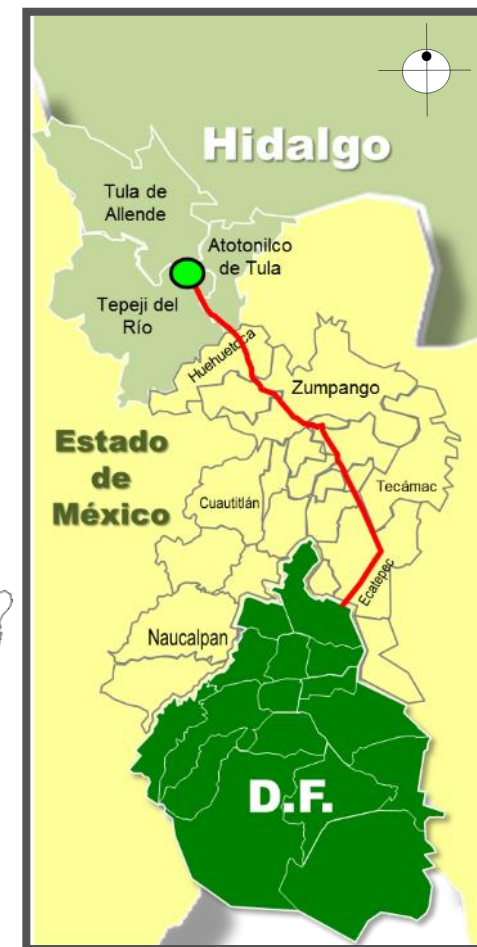 Hidalgo
Tula de
Allende
Atotonilco
de Tula
Tepeji del
Río
Huehuetoca
Zumpango
Estado
de
México
Cuautitlán
Tecámac
Ecatepec
Naucalpan
D.F.